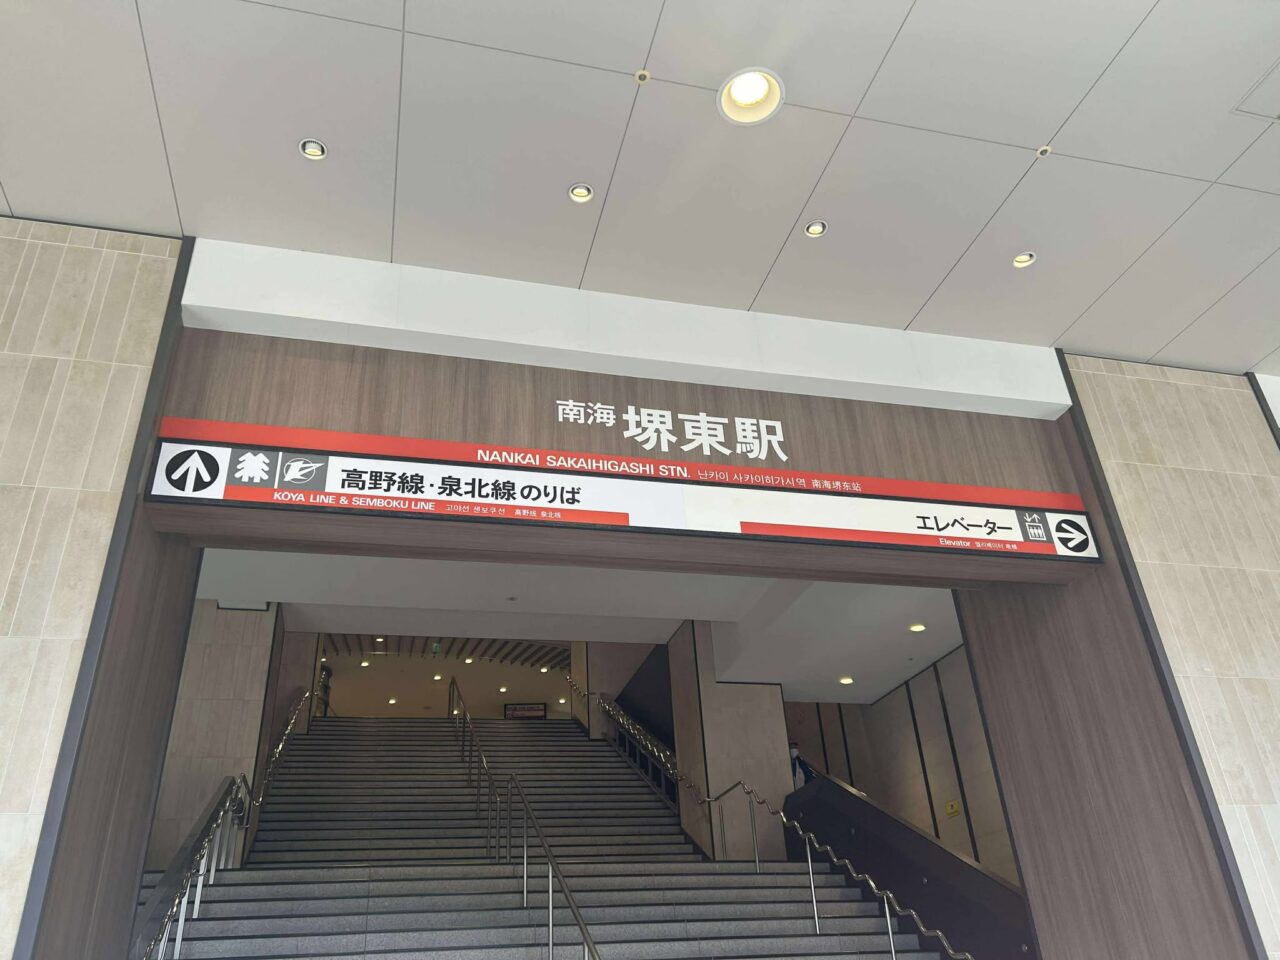 南海 堺東駅
NANKAI SAKAIHIGASHI STN. 난카이 사카이히가시역 南海堺东站
高野線・泉北線 のりば
KŌYA LINE & SEMBOKU LINE 고야선 센보쿠선 高野线 泉北线
エレベーター
Elevator 엘리베이터 电梯